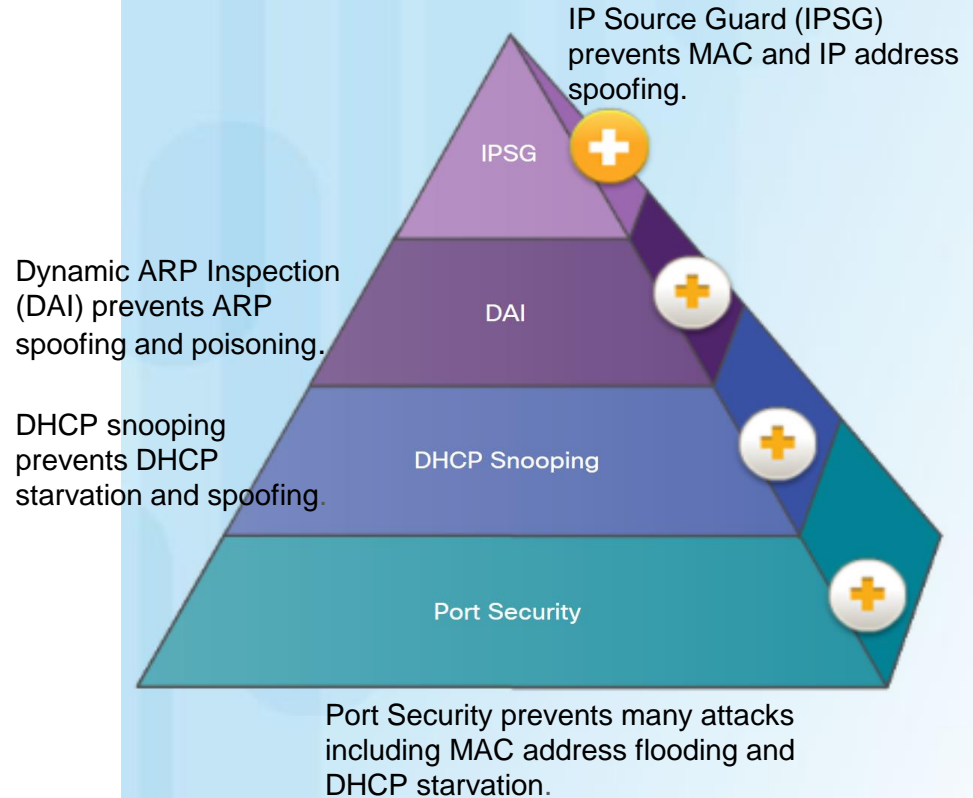 IP Source Guard (IPSG)
prevents MAC and IP address
spoofing.
IPSG
Dynamic ARP Inspection
(DAI) prevents ARP
spoofing and poisoning.
DAI
DHCP snooping
prevents DHCP
starvation and spoofing.
DHCP Snooping
Port Security
Port Security prevents many attacks
including MAC address flooding and
DHCP starvation.